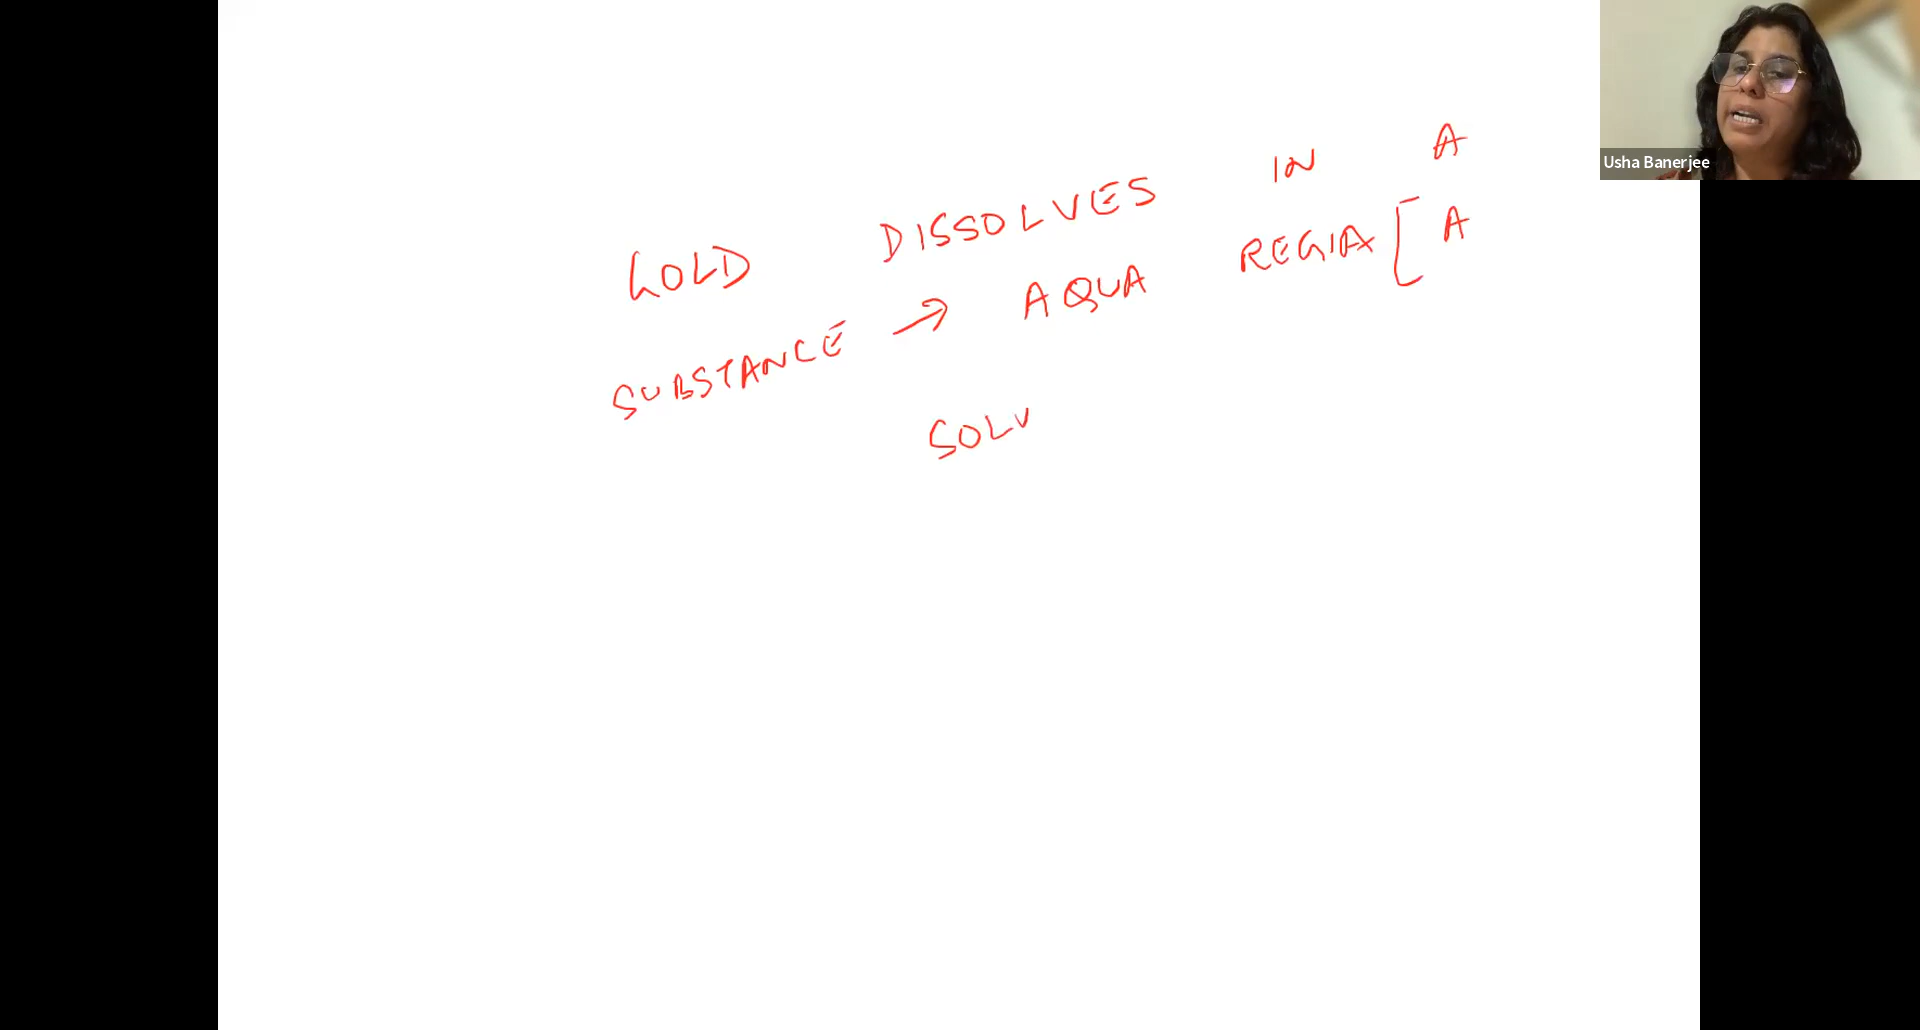 GOLD DISSOLVES IN A
SUBSTANCE → AQUA REGIA [ A
SOLV
Usha Banerjee